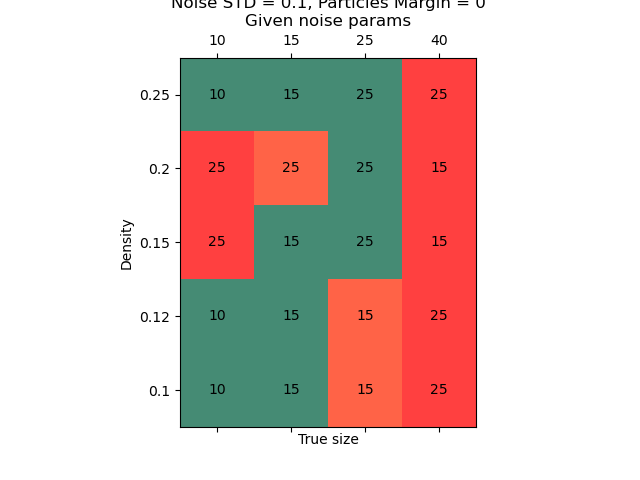 Noise STD = 0.1, Particles Margin = 0
Given noise params
10 15 25 40
0.25 10 15 25 25
0.2 25 25 25 15
0.15 25 15 25 15
0.12 10 15 15 25
0.1 10 15 15 25
Density
True size